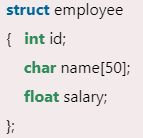 struct employee
{   int id;
    char name[50];
    float salary;
};